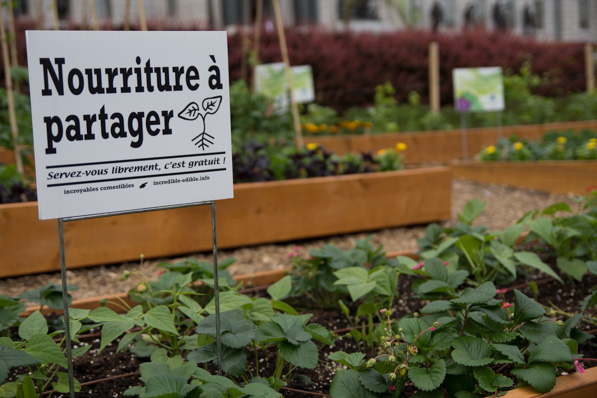 Nourriture à
partager
Servez-vous librement, c'est gratuit !
incroyables comestibles incredible-edible.info